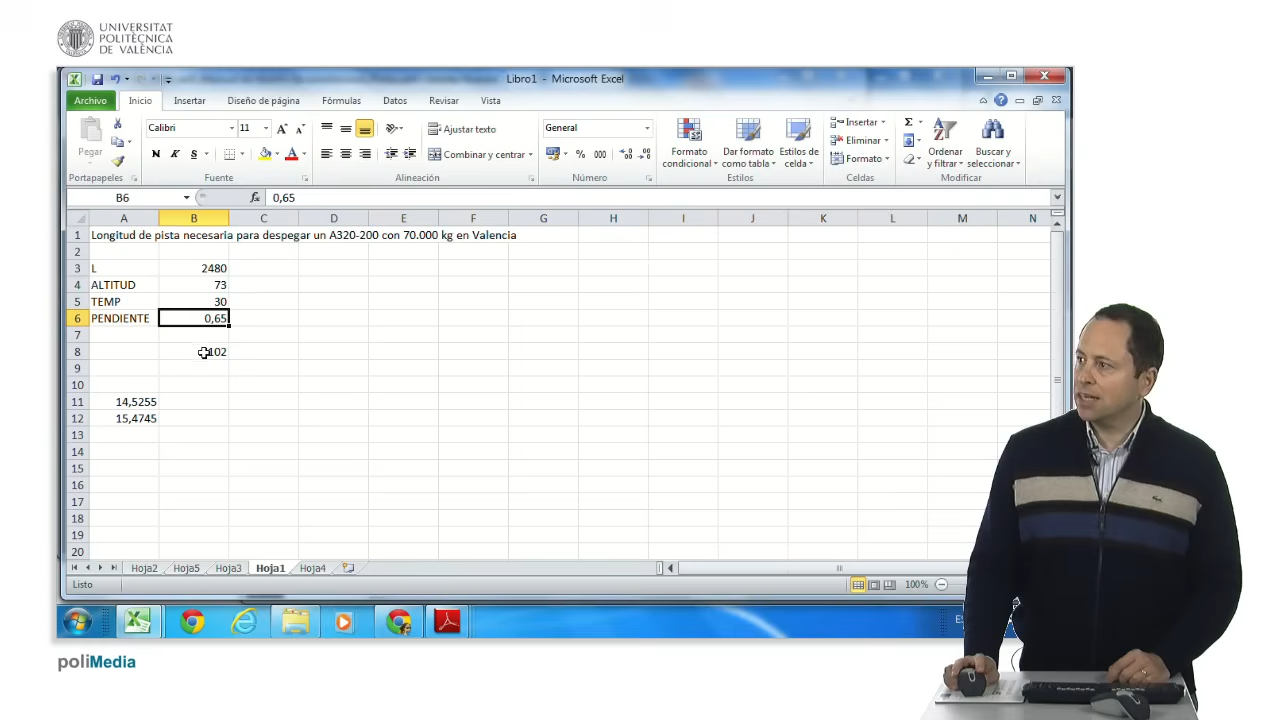 UNIVERSITAT
POLITÈCNICA
DE VALÈNCIA
Libro1 - Microsoft Excel
Archivo Inicio Insertar Diseño de página Fórmulas Datos Revisar Vista
Calibri 11 Ajustar texto General Insertar
Pegar Formato Dar formato Estilos de Eliminar Ordenar Buscar y
N K S Combinar y centrar % 000 condicional como tabla celda Formato y filtrar seleccionar
Portapapeles Fuente Alineación Número Estilos Celdas Modificar
B6 fx 0,65
A B C D E F G H I J K L M N
1 Longitud de pista necesaria para despegar un A320-200 con 70.000 kg en Valencia
2
3 L 2480
4 ALTITUD 73
5 TEMP 30
6 PENDIENTE 0,65
7
8 102
9
10
11 14,5255
12 15,4745
13
14
15
16
17
18
19
20
Hoja2 Hoja5 Hoja3 Hoja1 Hoja4
Listo 100%
poliMedia